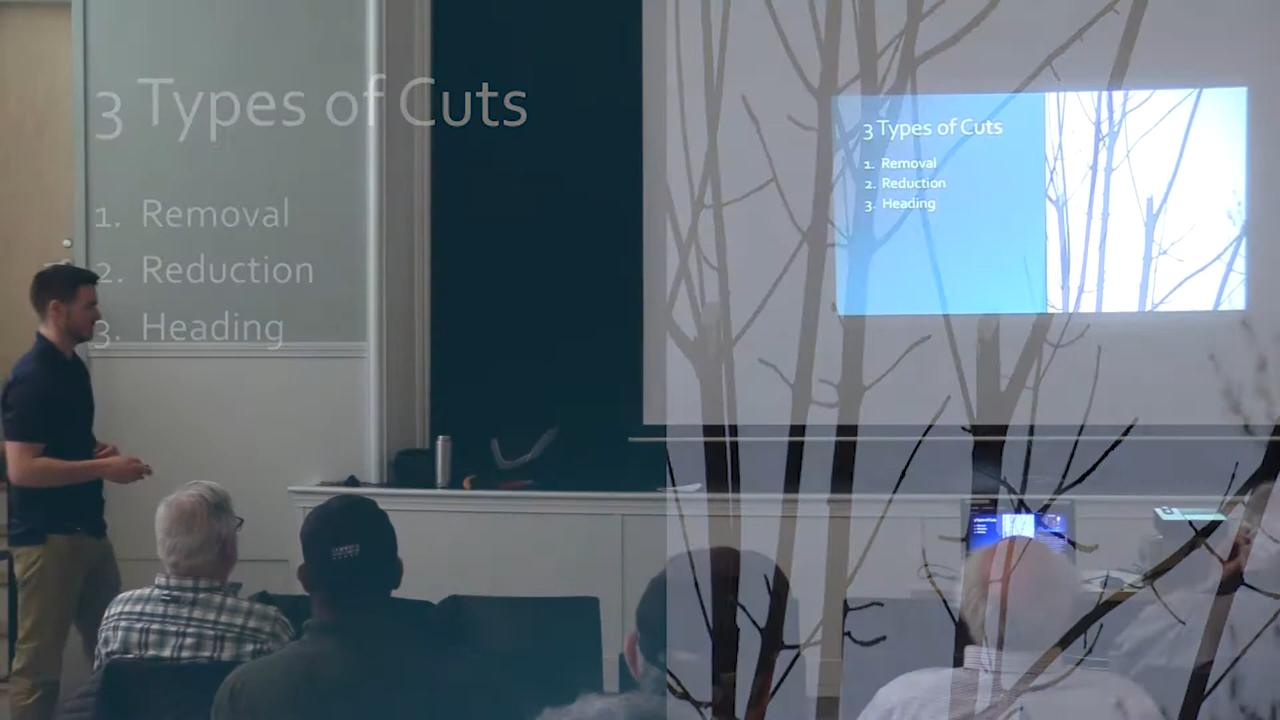 3 Types of Cuts
1. Removal
2. Reduction
3. Heading
3 Types of Cuts
1. Removal
2. Reduction
3. Heading